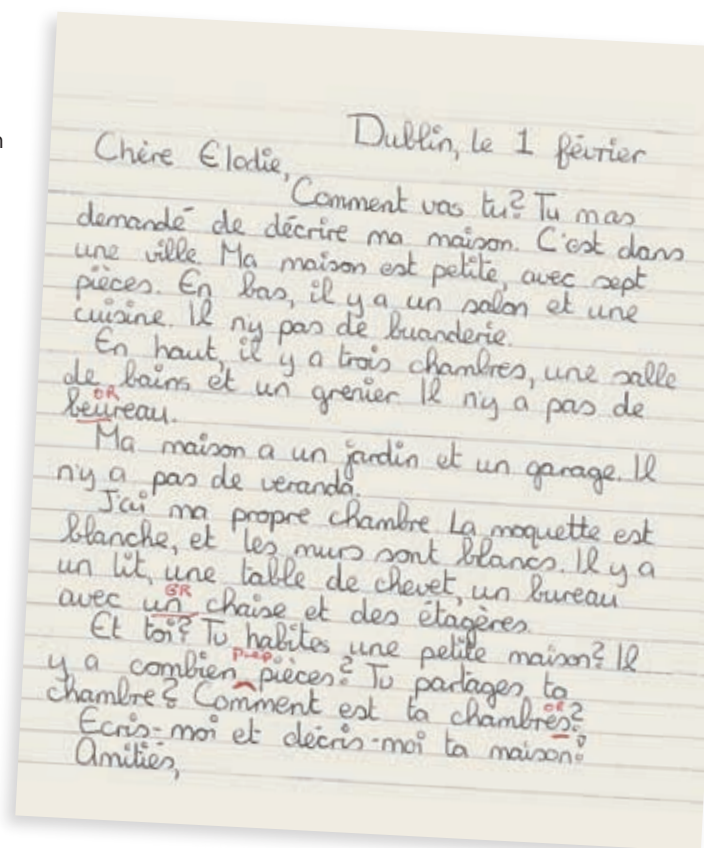 n
Dublin, le 1 février
Chère Elodie,
Comment vas tu? Tu mas
demandé de décrire ma maison. C'est dans
une ville. Ma maison est petite, avec sept
pièces. En bas, il y a un salon et une
cuisine. Il n'y pas de buanderie.
En haut, il y a trois chambres, une salle
de bains et un grenier. Il n'y a pas de
OR
beureau.
Ma maison a un jardin et un garage. Il
n'y a pas de veranda.
J'ai ma propre chambre. La moquette est
blanche, et les murs sont blancs. Il y a
un lit, une table de chevet, un bureau
GR
avec un chaise et des étagères.
Et toi? Tu habites une petite maison? Il
prép.
y a combien pièces? Tu partages ta
OR
chambre? Comment est ta chambres?
Ecris-moi et décris-moi ta maison!
Amitiés,